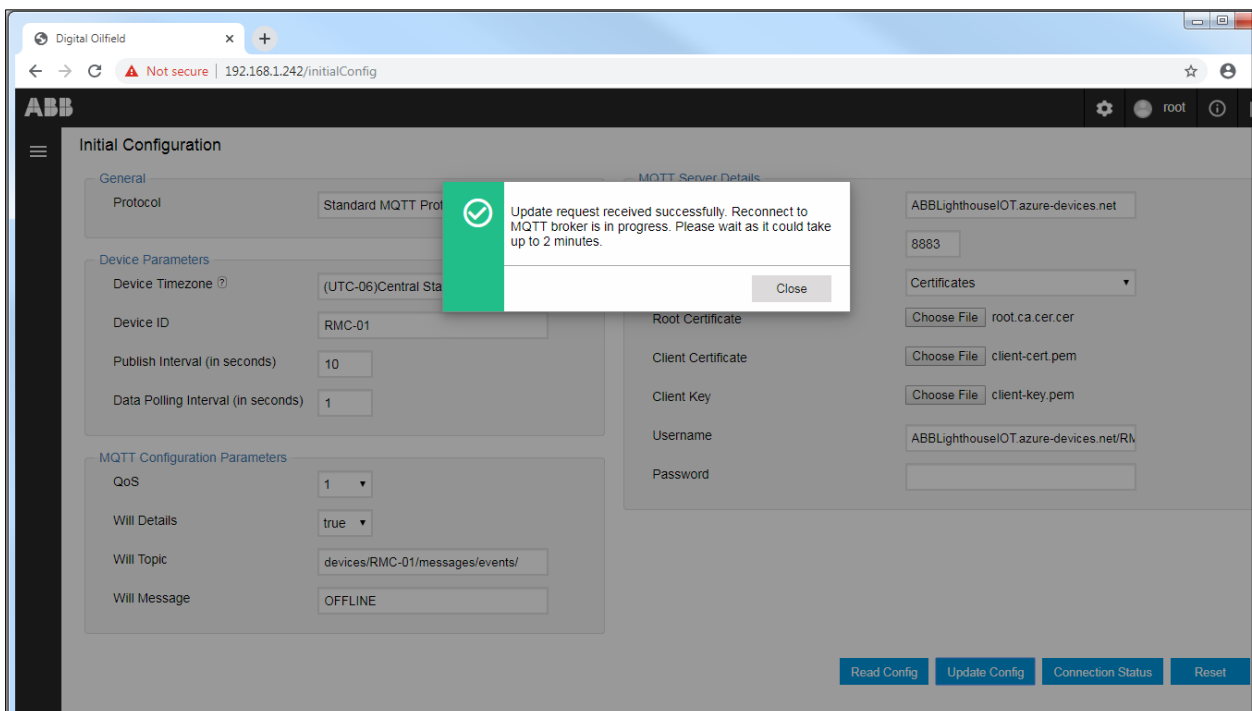 Digital Oilfield
Not secure | 192.168.1.242/initialConfig
ABB
root
Initial Configuration
General
Protocol
Standard MQTT
Device Parameters
Device Timezone ?
(UTC-06)Central
Device ID
RMC-01
Publish Interval (in seconds)
10
Data Polling Interval (in seconds)
1
MQTT Configuration Parameters
QoS
1
Will Details
true
Will Topic
devices/RMC-01/messages/events/
Will Message
OFFLINE
Update request received successfully. Reconnect to
MQTT broker is in progress. Please wait as it could take
up to 2 minutes.
Close
MQTT Server Details
ABBLighthouseIOT.azure-devices.net
8883
Certificates
Root Certificate
Choose File root.ca.cer.cer
Client Certificate
Choose File client-cert.pem
Client Key
Choose File client-key.pem
Username
ABBLighthouseIOT.azure-devices.net/RM
Password
Read Config
Update Config
Connection Status
Reset